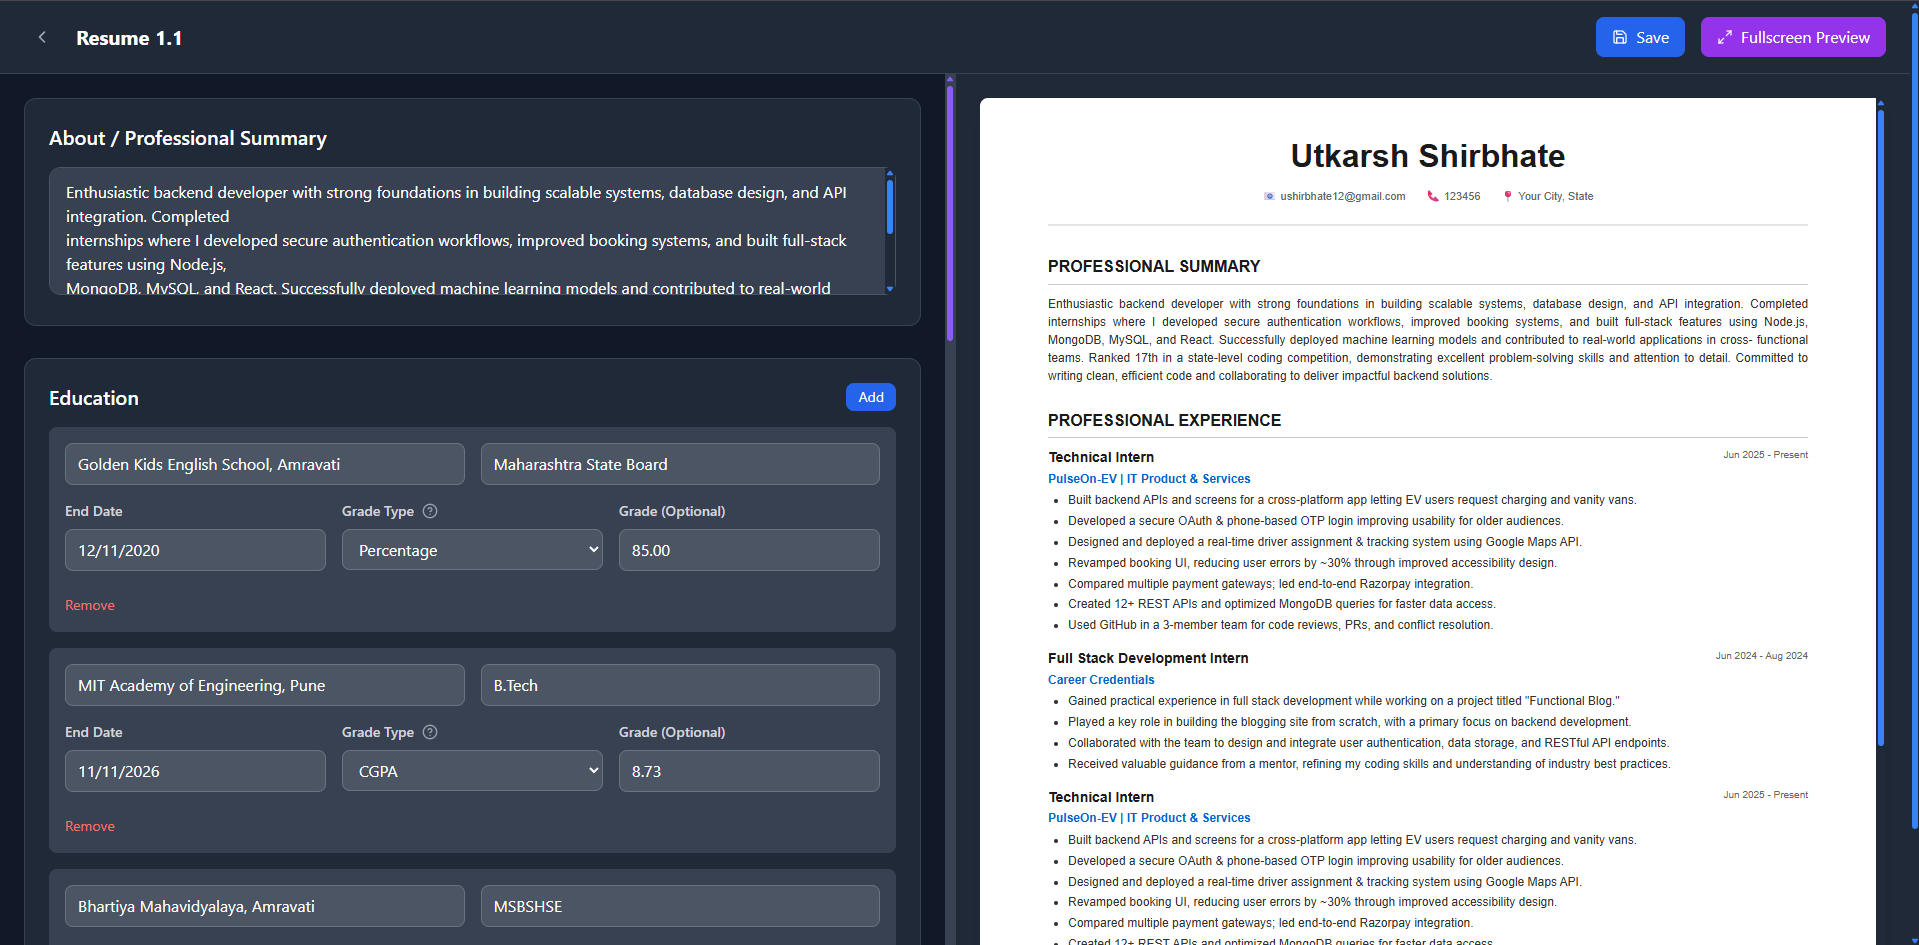 Resume 1.1
Save
Fullscreen Preview
About / Professional Summary
Enthusiastic backend developer with strong foundations in building scalable systems, database design, and API
integration. Completed
internships where I developed secure authentication workflows, improved booking systems, and built full-stack
features using Node.js,
MongoDB, MySQL, and React. Successfully deployed machine learning models and contributed to real-world
Education
Add
Golden Kids English School, Amravati
Maharashtra State Board
End Date
Grade Type ?
Grade (Optional)
12/11/2020
Percentage
85.00
Remove
MIT Academy of Engineering, Pune
B.Tech
End Date
Grade Type ?
Grade (Optional)
11/11/2026
CGPA
8.73
Remove
Bhartiya Mahavidyalaya, Amravati
MSBSHSE
Utkarsh Shirbhate
ushirbhate12@gmail.com
123456
Your City, State
PROFESSIONAL SUMMARY
Enthusiastic backend developer with strong foundations in building scalable systems, database design, and API integration. Completed
internships where I developed secure authentication workflows, improved booking systems, and built full-stack features using Node.js,
MongoDB, MySQL, and React. Successfully deployed machine learning models and contributed to real-world applications in cross- functional
teams. Ranked 17th in a state-level coding competition, demonstrating excellent problem-solving skills and attention to detail. Committed to
writing clean, efficient code and collaborating to deliver impactful backend solutions.
PROFESSIONAL EXPERIENCE
Technical Intern
Jun 2025 - Present
PulseOn-EV | IT Product & Services
• Built backend APIs and screens for a cross-platform app letting EV users request charging and vanity vans.
• Developed a secure OAuth & phone-based OTP login improving usability for older audiences.
• Designed and deployed a real-time driver assignment & tracking system using Google Maps API.
• Revamped booking UI, reducing user errors by ~30% through improved accessibility design.
• Compared multiple payment gateways; led end-to-end Razorpay integration.
• Created 12+ REST APIs and optimized MongoDB queries for faster data access.
• Used GitHub in a 3-member team for code reviews, PRs, and conflict resolution.
Full Stack Development Intern
Jun 2024 - Aug 2024
Career Credentials
• Gained practical experience in full stack development while working on a project titled "Functional Blog."
• Played a key role in building the blogging site from scratch, with a primary focus on backend development.
• Collaborated with the team to design and integrate user authentication, data storage, and RESTful API endpoints.
• Received valuable guidance from a mentor, refining my coding skills and understanding of industry best practices.
Technical Intern
Jun 2025 - Present
PulseOn-EV | IT Product & Services
• Built backend APIs and screens for a cross-platform app letting EV users request charging and vanity vans.
• Developed a secure OAuth & phone-based OTP login improving usability for older audiences.
• Designed and deployed a real-time driver assignment & tracking system using Google Maps API.
• Revamped booking UI, reducing user errors by ~30% through improved accessibility design.
• Compared multiple payment gateways; led end-to-end Razorpay integration.
• Created 12+ REST APIs and optimized MongoDB queries for faster data access.